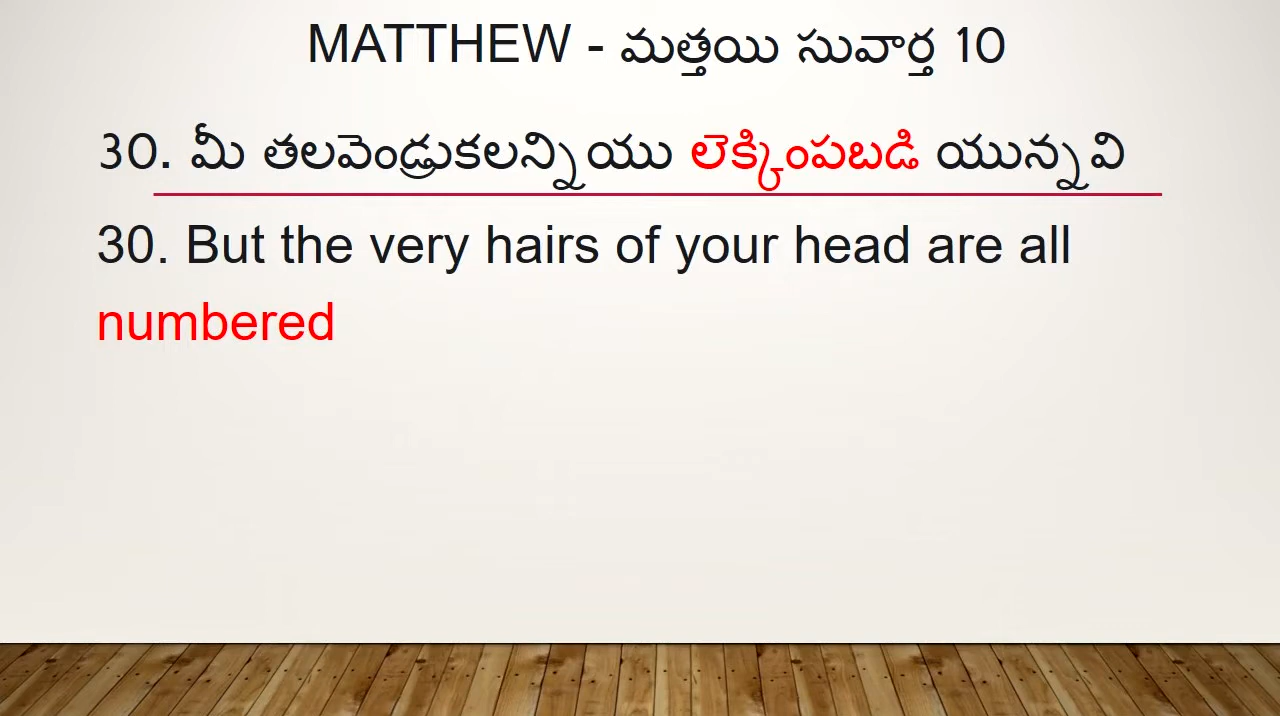 MATTHEW - మత్తయి సువార్త 10
30. మీ తలవెండ్రుకలన్నియు లెక్కింపబడి యున్నవి
30. But the very hairs of your head are all
numbered